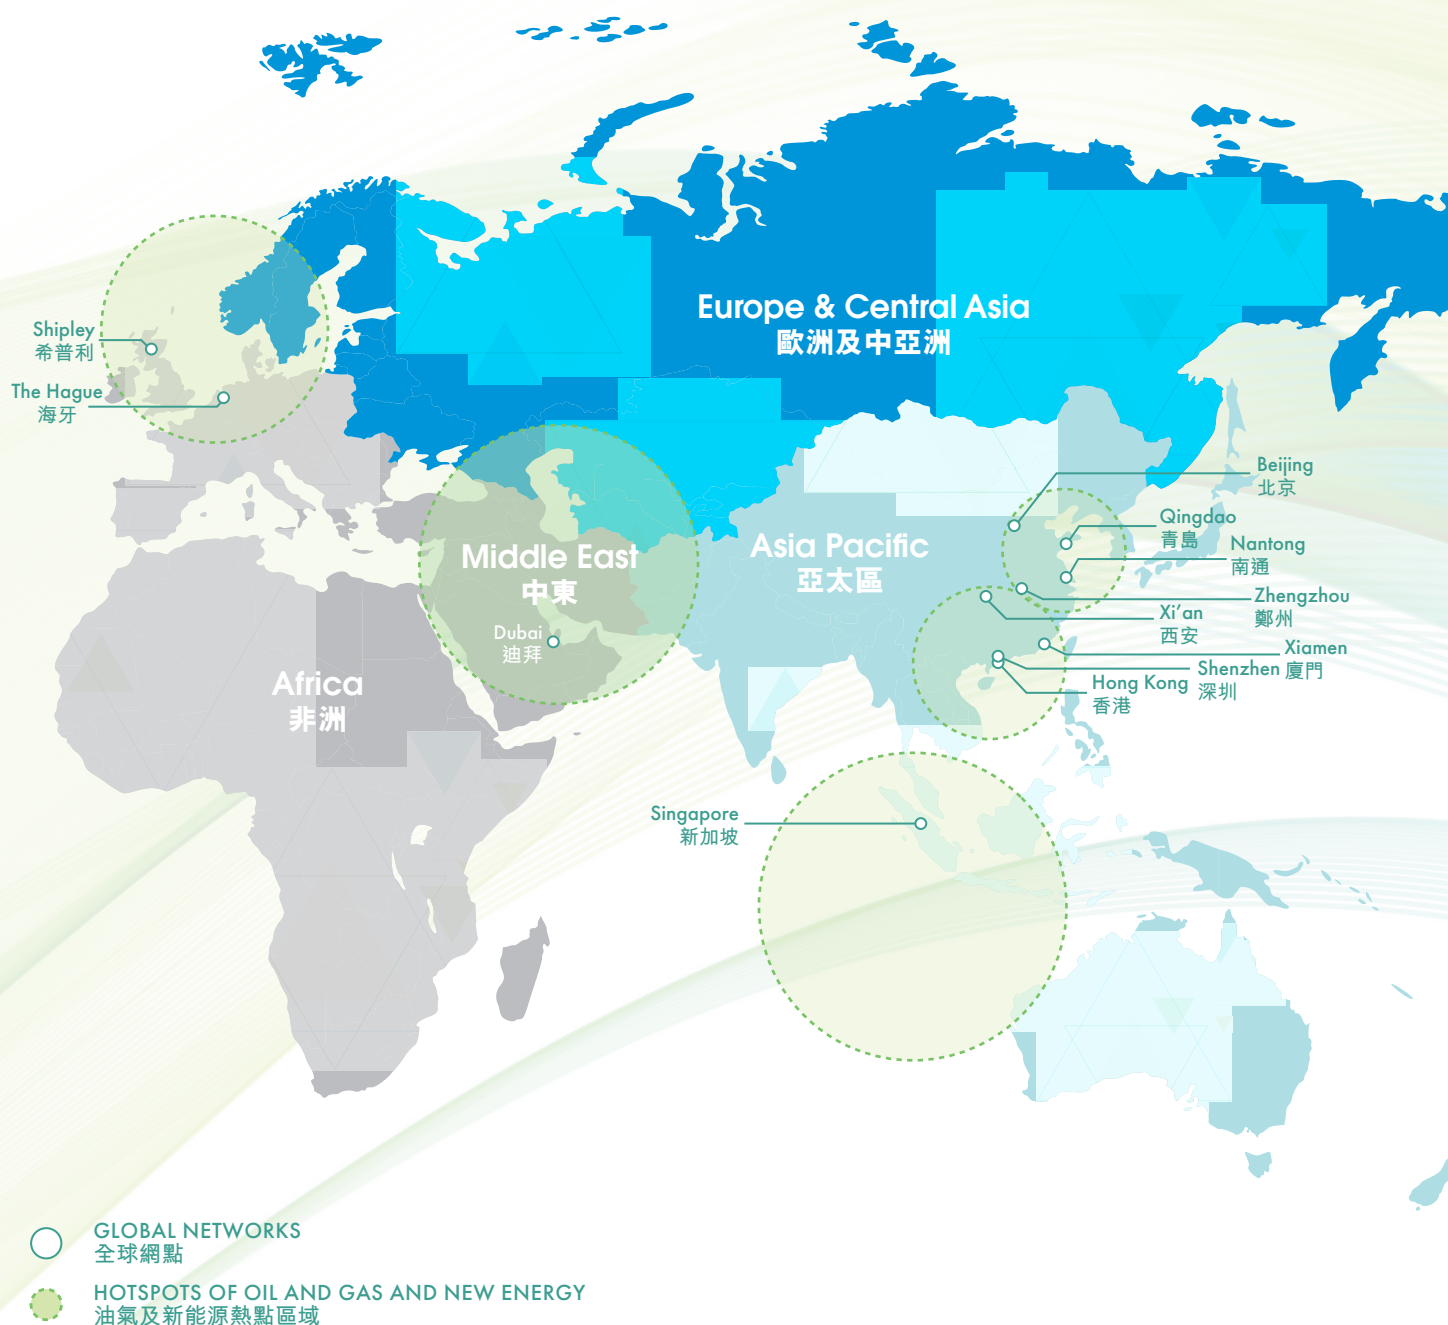 Europe & Central Asia
歐洲及中亞洲
Shipley
希普利
The Hague
海牙
Beijing
北京
Qingdao
青島
Nantong
南通
Zhengzhou
鄭州
Xi’an
西安
Xiamen
廈門
Shenzhen
深圳
Hong Kong
香港
Asia Pacific
亞太區
Middle East
中東
Dubai
迪拜
Africa
非洲
Singapore
新加坡
GLOBAL NETWORKS
全球網點
HOTSPOTS OF OIL AND GAS AND NEW ENERGY
油氣及新能源熱點區域